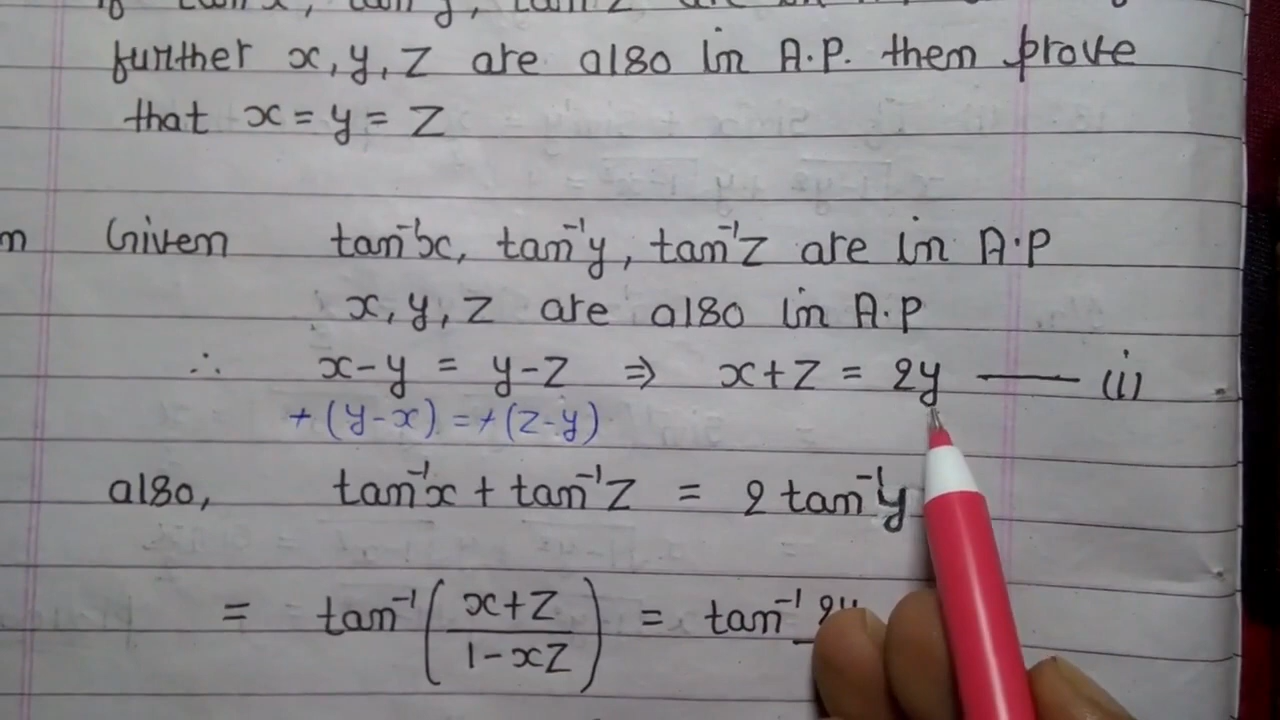 further x, y, z are also in A.P. then prove
that x = y = z
Given tan⁻¹x, tan⁻¹y, tan⁻¹z are in A.P
x, y, z are also in A.P
∴ x-y = y-z ⇒ x+z = 2y —— (i)
+(y-x) = +(z-y)
also, tan⁻¹x + tan⁻¹z = 2 tan⁻¹y
= tan⁻¹((x+z)/(1-xz)) = tan⁻¹ 2y